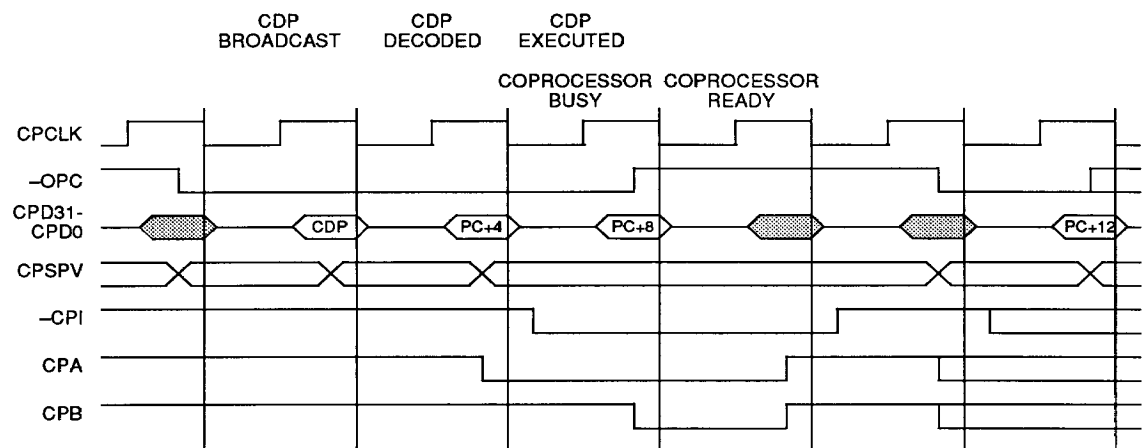 CDP
BROADCAST
CDP
DECODED
CDP
EXECUTED
COPROCESSOR
BUSY
COPROCESSOR
READY
CPCLK
–OPC
CPD31-
CPD0
CDP
PC+4
PC+8
PC+12
CPSPV
–CPI
CPA
CPB